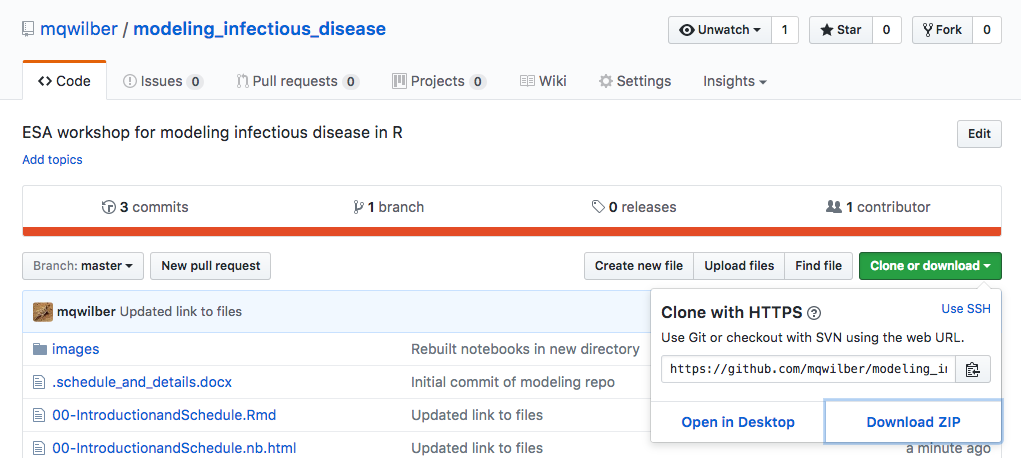 mqwilber / modeling_infectious_disease
Unwatch 1 Star 0 Fork 0
Code Issues 0 Pull requests 0 Projects 0 Wiki Settings Insights
ESA workshop for modeling infectious disease in R
Edit
Add topics
3 commits 1 branch 0 releases 1 contributor
Branch: master New pull request Create new file Upload files Find file Clone or download
mqwilber Updated link to files
Clone with HTTPS ? Use SSH
Use Git or checkout with SVN using the web URL.
https://github.com/mqwilber/modeling_i
Open in Desktop Download ZIP
images Rebuilt notebooks in new directory
.schedule_and_details.docx Initial commit of modeling repo
00-IntroductionandSchedule.Rmd Updated link to files
00-IntroductionandSchedule.nb.html Updated link to files a minute ago